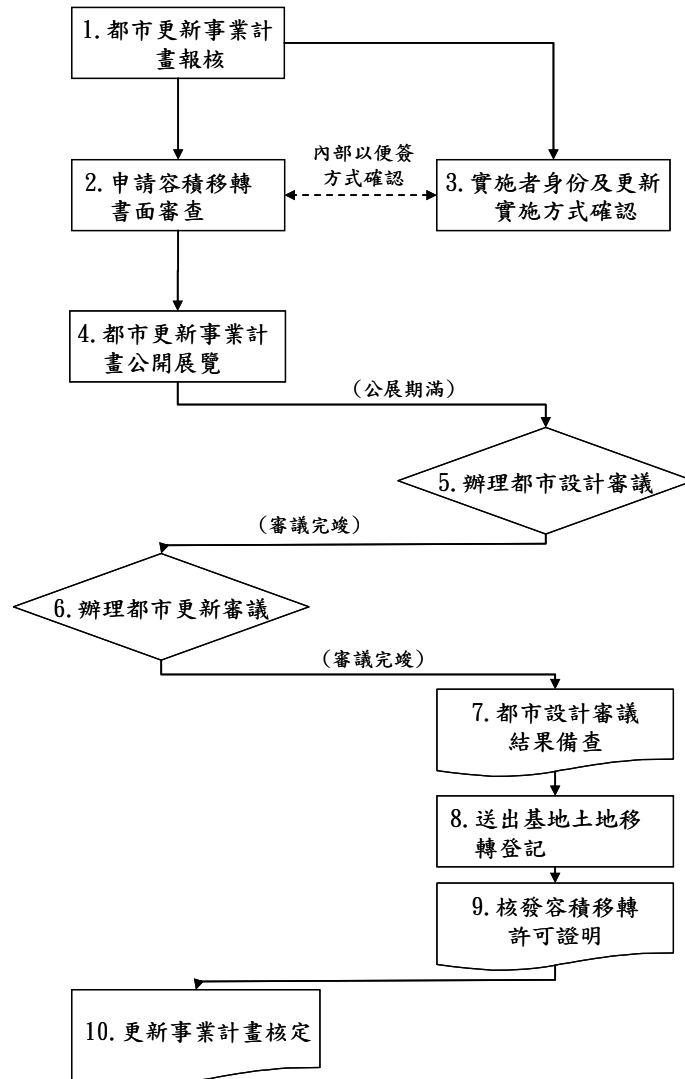 1.都市更新事業計
畫報核
內部以便簽
方式確認
2.申請容積移轉
書面審查
3.實施者身份及更新
實施方式確認
4.都市更新事業計
畫公開展覽
(公展期滿)
5.辦理都市設計審議
(審議完竣)
6.辦理都市更新審議
(審議完竣)
7.都市設計審議
結果備查
8.送出基地土地移
轉登記
9.核發容積移轉
許可證明
10.更新事業計畫核定